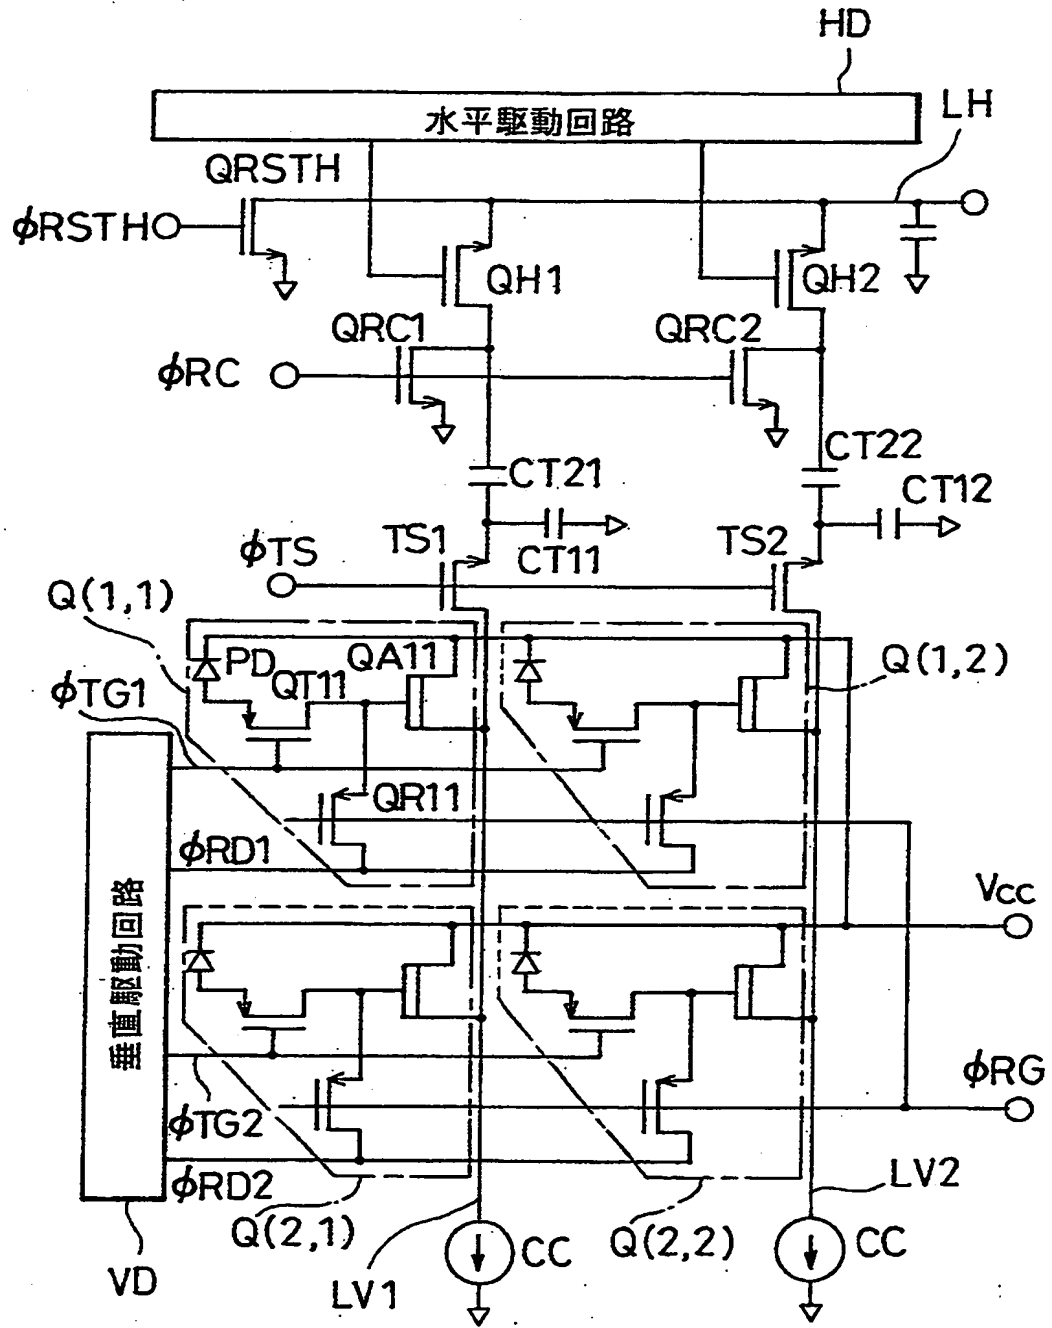 HD
水平駆動回路
LH
QRSTH
ϕRSTH
QH1
QH2
QRC1
QRC2
ϕRC
CT21
CT22
CT12
ϕTS
TS1
CT11
TS2
Q(1,1)
PD
QT11
QA11
Q(1,2)
ϕTG1
QR11
ϕRD1
Vcc
垂直駆動回路
ϕRG
ϕTG2
ϕRD2
LV2
Q(2,1)
Q(2,2)
CC
CC
VD
LV1